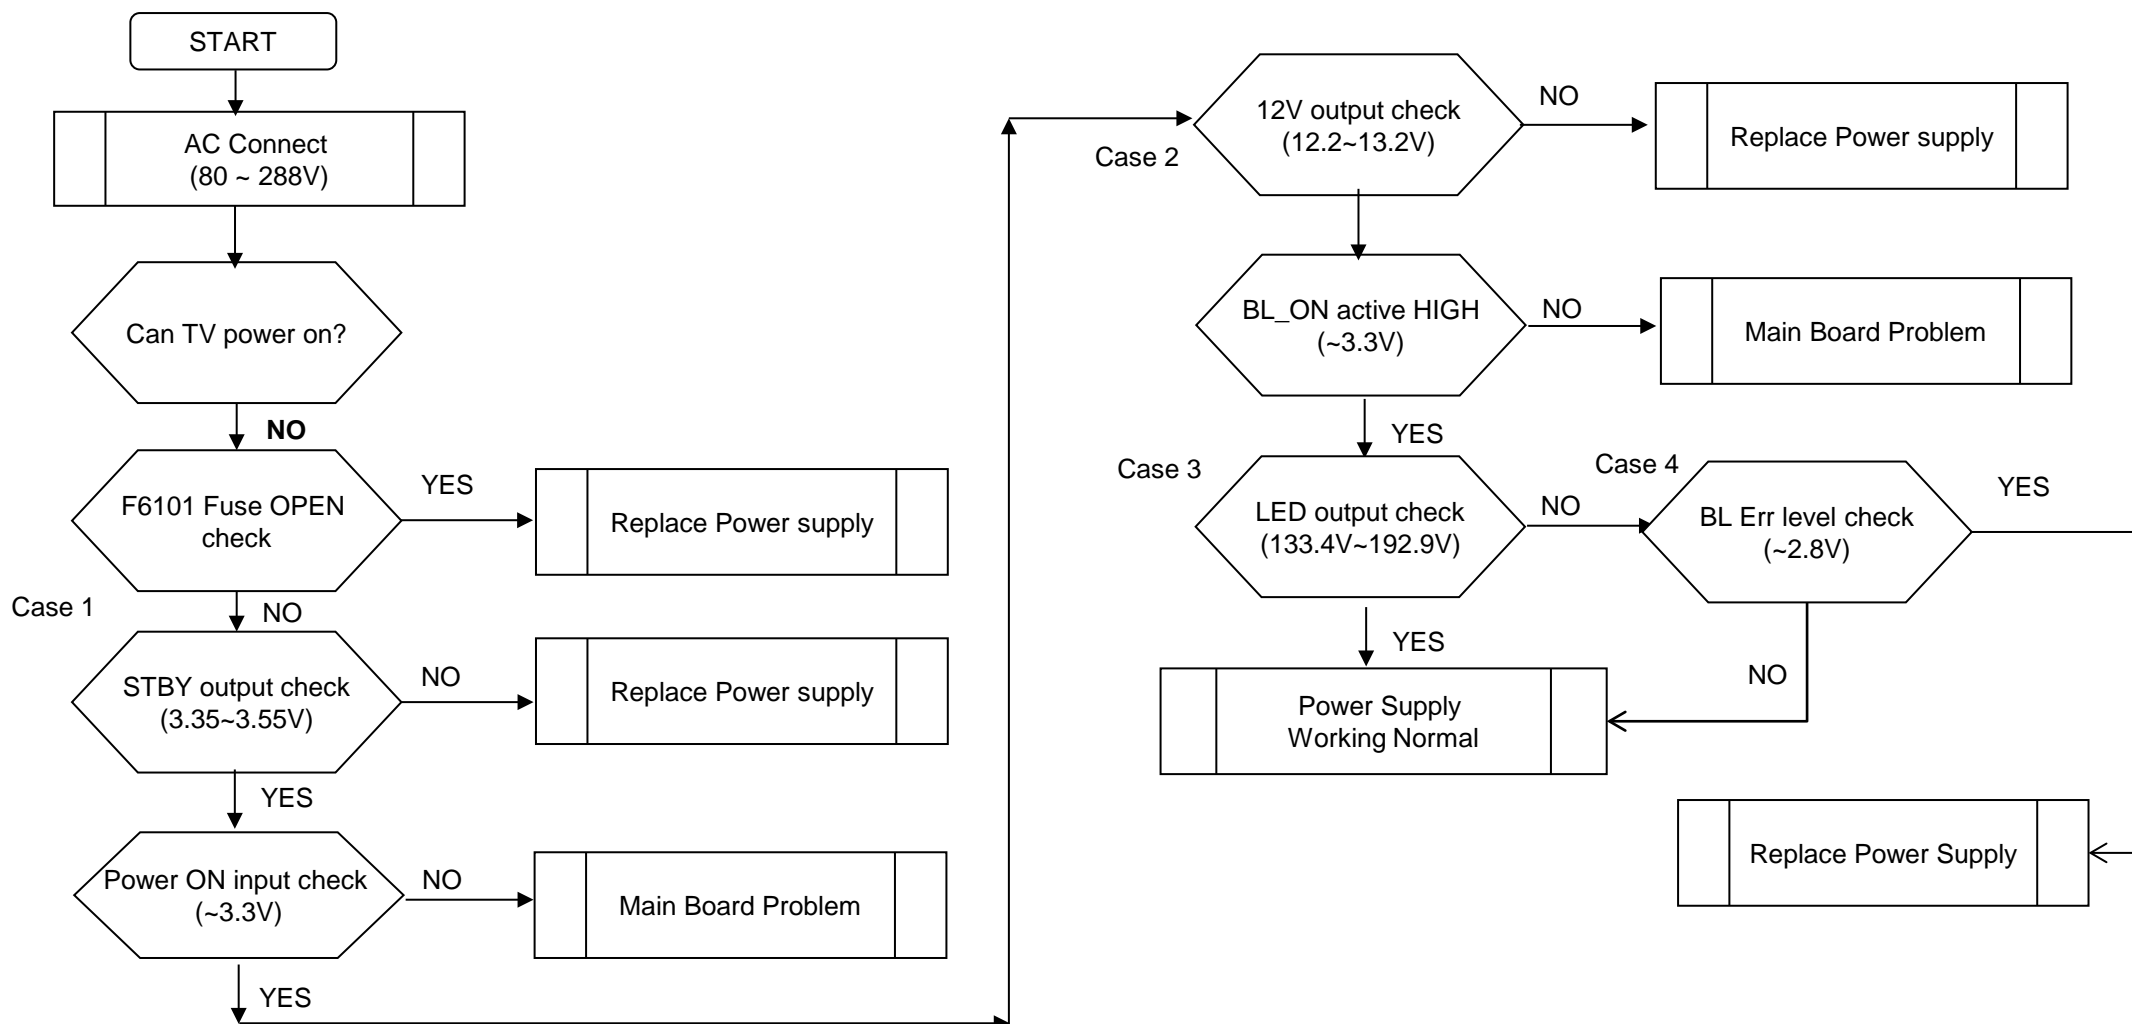 START
AC Connect
(80 ~ 288V)
Can TV power on?
NO
F6101 Fuse OPEN
check
YES
Replace Power supply
Case 1
NO
STBY output check
(3.35~3.55V)
NO
Replace Power supply
YES
Power ON input check
(~3.3V)
NO
Main Board Problem
YES
Case 2
12V output check
(12.2~13.2V)
NO
Replace Power supply
BL_ON active HIGH
(~3.3V)
NO
Main Board Problem
YES
Case 3
LED output check
(133.4V~192.9V)
NO
Case 4
BL Err level check
(~2.8V)
YES
YES
NO
Power Supply
Working Normal
Replace Power Supply